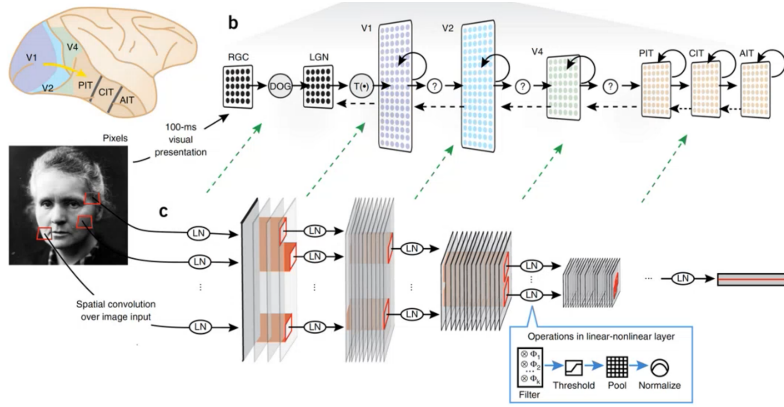 V1
V4
V2
PIT
CIT
AIT
b
RGC
DOG
LGN
T(•)
V1
?
V2
?
V4
?
PIT
CIT
AIT
100-ms
visual
presentation
Pixels
c
LN
LN
LN
LN
LN
LN
LN
LN
LN
LN
...
LN
⋮
⋮
⋮
Spatial convolution
over image input
Operations in linear-nonlinear layer
⊗ Φ1
⊗ Φ2
...
⊗ Φk
Filter
Threshold
Pool
Normalize